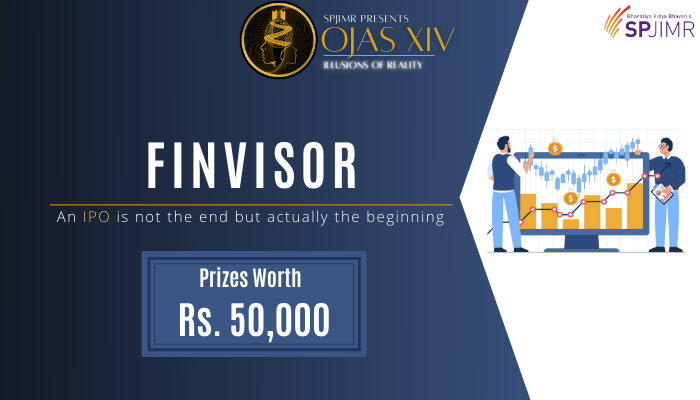 SPJIMR PRESENTS
OJAS XIV
ILLUSIONS OF REALITY
Bharatiya Vidya Bhavan's
SPJIMR
FINVISOR
An IPO is not the end but actually the beginning
$
$
$
Prizes Worth
Rs. 50,000